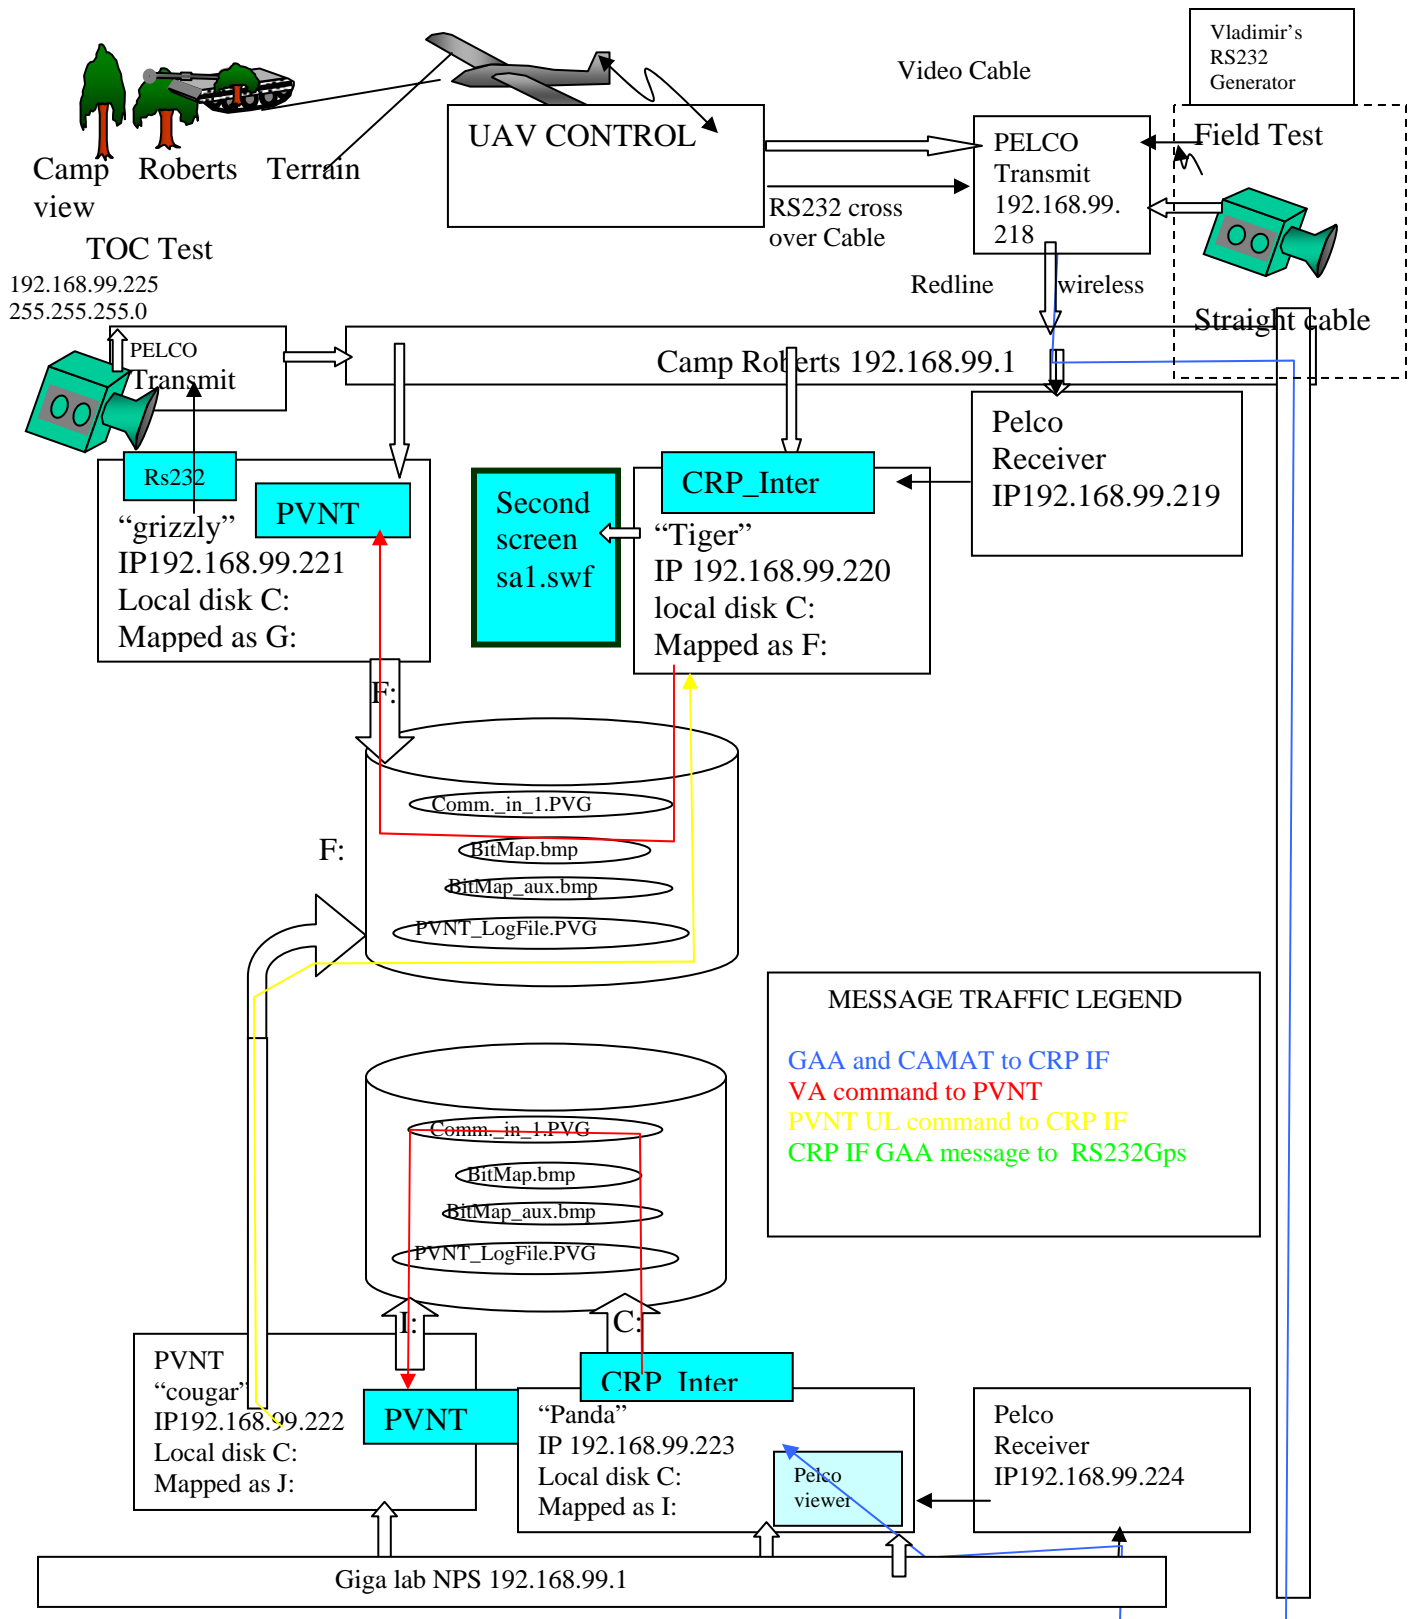 Vladimir's
RS232
Generator
Video Cable
UAV CONTROL
PELCO
Transmit
192.168.99.
218
Field Test
Camp Roberts Terrain
view
RS232 cross
over Cable
TOC Test
192.168.99.225
255.255.255.0
Redline wireless
Straight cable
PELCO
Transmit
Camp Roberts 192.168.99.1
Pelco
Receiver
IP192.168.99.219
Rs232
PVNT
“grizzly”
IP192.168.99.221
Local disk C:
Mapped as G:
Second
screen
sa1.swf
CRP_Inter
“Tiger”
IP 192.168.99.220
local disk C:
Mapped as F:
F:
Comm._in_1.PVG
F:
BitMap.bmp
BitMap_aux.bmp
PVNT_LogFile.PVG
MESSAGE TRAFFIC LEGEND
GAA and CAMAT to CRP IF
VA command to PVNT
PVNT UL command to CRP IF
CRP IF GAA message to RS232Gps
Comm._in_1.PVG
BitMap.bmp
BitMap_aux.bmp
PVNT_LogFile.PVG
I:
C:
PVNT
“cougar”
IP192.168.99.222
Local disk C:
Mapped as J:
PVNT
CRP_Inter
“Panda”
IP 192.168.99.223
Local disk C:
Mapped as I:
Pelco
viewer
Pelco
Receiver
IP192.168.99.224
Giga lab NPS 192.168.99.1